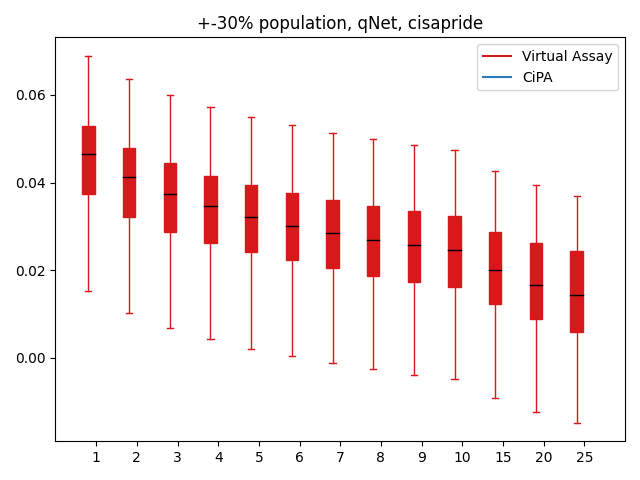 +-30% population, qNet, cisapride
Virtual Assay
CiPA
0.06
0.04
0.02
0.00
1 2 3 4 5 6 7 8 9 10 15 20 25